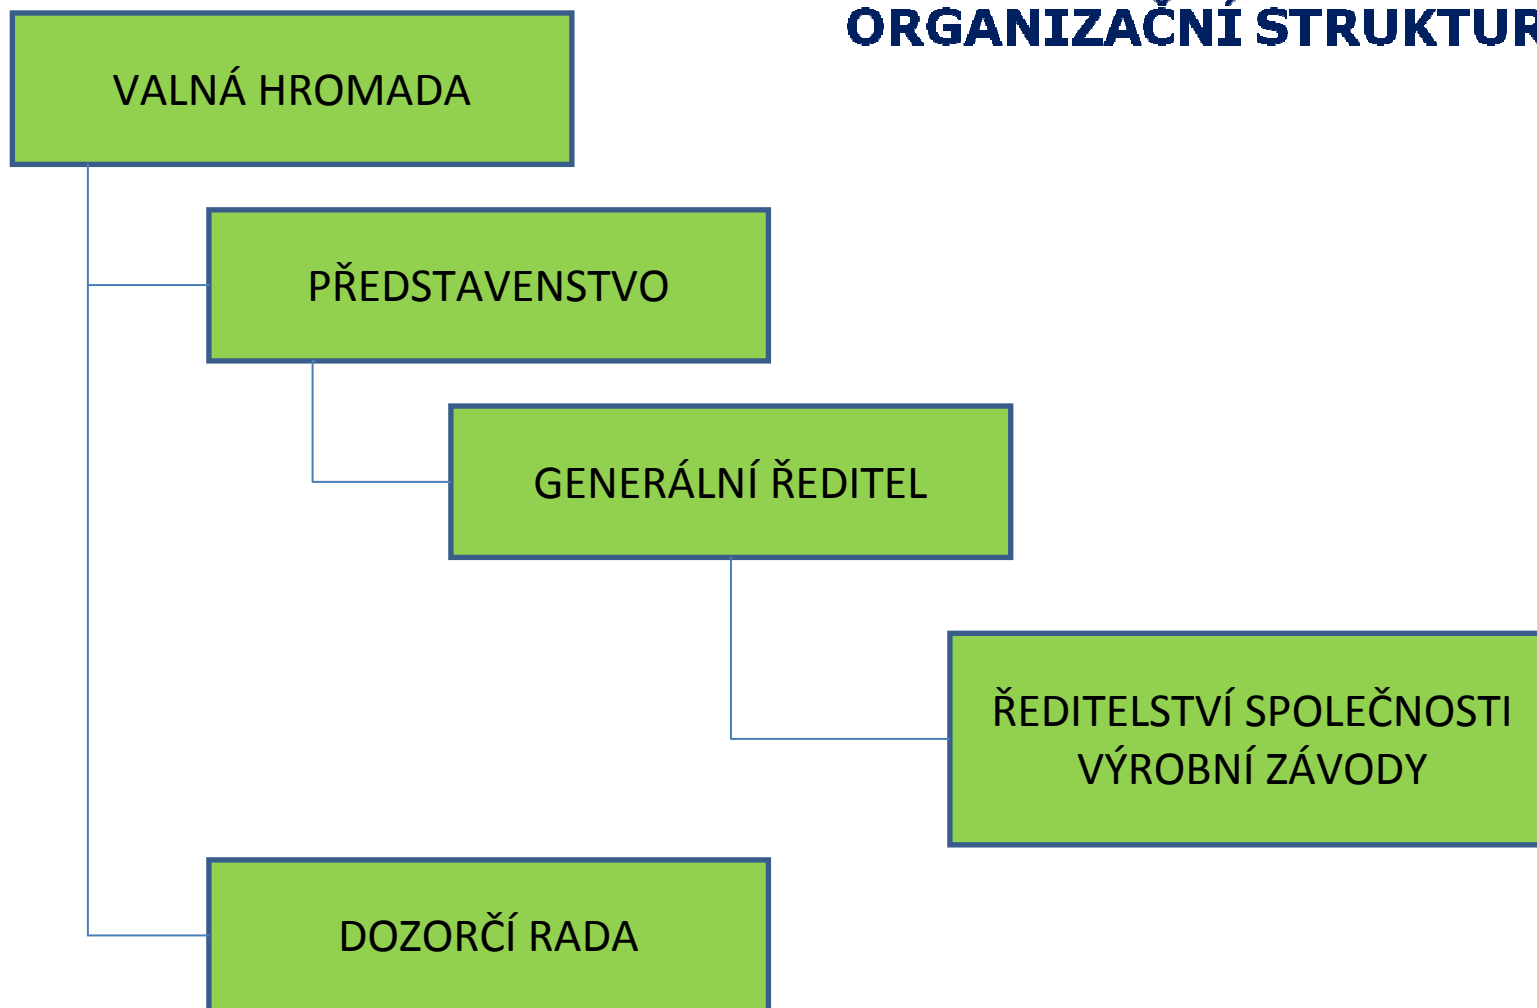 ORGANIZAČNÍ STRUKTUR
VALNÁ HROMADA
PŘEDSTAVENSTVO
GENERÁLNÍ ŘEDITEL
ŘEDITELSTVÍ SPOLEČNOSTI
VÝROBNÍ ZÁVODY
DOZORČÍ RADA